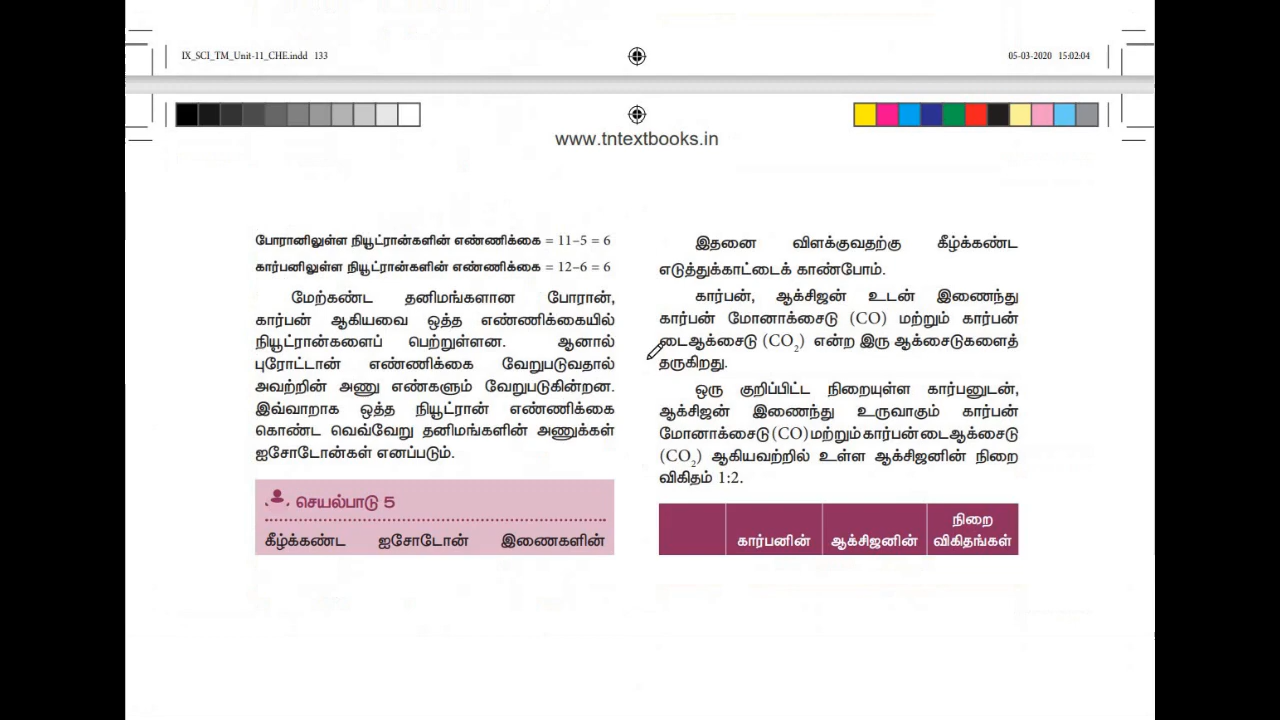 IX_SCI_TM_Unit-11_CHE.indd 133
05-03-2020 15:02:04
www.tntextbooks.in
போரானிலுள்ள நியூட்ரான்களின் எண்ணிக்கை = 11–5 = 6
கார்பனிலுள்ள நியூட்ரான்களின் எண்ணிக்கை = 12-6 = 6
மேற்கண்ட தனிமங்களான போரான்,
கார்பன் ஆகியவை ஒத்த எண்ணிக்கையில்
நியூட்ரான்களைப் பெற்றுள்ளன. ஆனால்
புரோட்டான் எண்ணிக்கை வேறுபடுவதால்
அவற்றின் அணு எண்களும் வேறுபடுகின்றன.
இவ்வாறாக ஒத்த நியூட்ரான் எண்ணிக்கை
கொண்ட வெவ்வேறு தனிமங்களின் அணுக்கள்
ஐசோடோன்கள் எனப்படும்.
செயல்பாடு 5
கீழ்க்கண்ட ஐசோடோன் இணைகளின்
இதனை விளக்குவதற்கு கீழ்க்கண்ட
எடுத்துக்காட்டைக் காண்போம்.
கார்பன், ஆக்சிஜன் உடன் இணைந்து
கார்பன் மோனாக்சைடு (CO) மற்றும் கார்பன்
டைஆக்சைடு (CO₂) என்ற இரு ஆக்சைடுகளைத்
தருகிறது.
ஒரு குறிப்பிட்ட நிறையுள்ள கார்பனுடன்,
ஆக்சிஜன் இணைந்து உருவாகும் கார்பன்
மோனாக்சைடு (CO) மற்றும் கார்பன் டைஆக்சைடு
(CO₂) ஆகியவற்றில் உள்ள ஆக்சிஜனின் நிறை
விகிதம் 1:2.
கார்பனின் ஆக்சிஜனின் நிறை
விகிதங்கள்